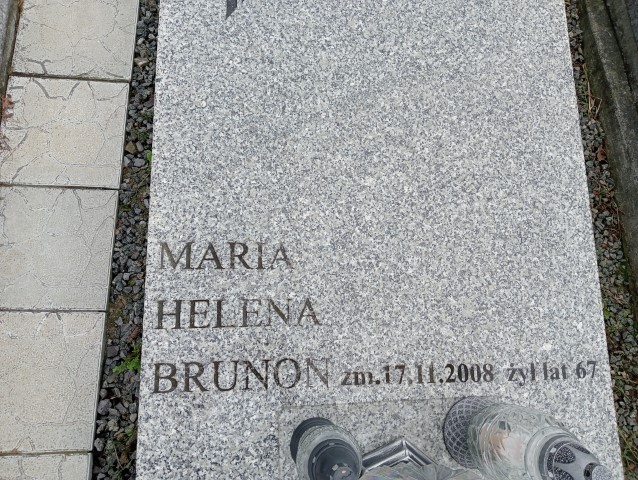 MARIA
HELENA
BRUNON zm.17.11.2008 żył lat 67